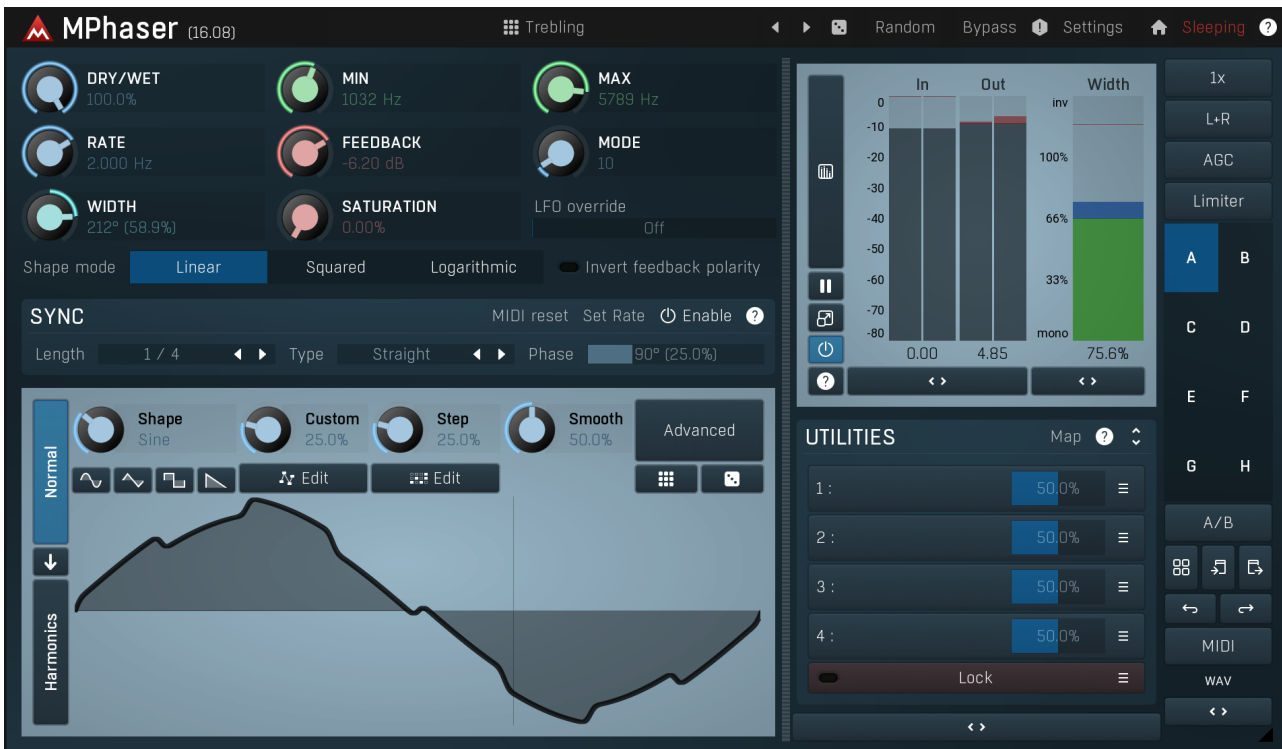 MPhaser (16.08) Trebling Random Bypass Settings Sleeping ?
DRY/WET
100.0%
MIN
1032 Hz
MAX
5789 Hz
RATE
2.000 Hz
FEEDBACK
-6.20 dB
MODE
10
WIDTH
212° (58.9%)
SATURATION
0.00%
LFO override
Off
Shape mode Linear Squared Logarithmic Invert feedback polarity
SYNC MIDI reset Set Rate Enable ?
Length 1 / 4 Type Straight Phase 90° (25.0%)
Normal
Harmonics
Shape
Sine
Custom
25.0%
Step
25.0%
Smooth
50.0%
Advanced
Edit Edit
In Out Width
0
-10
-20
-30
-40
-50
-60
-70
-80
inv
100%
66%
33%
mono
0.00 4.85 75.6%
?
UTILITIES Map ?
1 : 50.0%
2 : 50.0%
3 : 50.0%
4 : 50.0%
Lock
1x
L+R
AGC
Limiter
A B
C D
E F
G H
A/B
MIDI
WAV